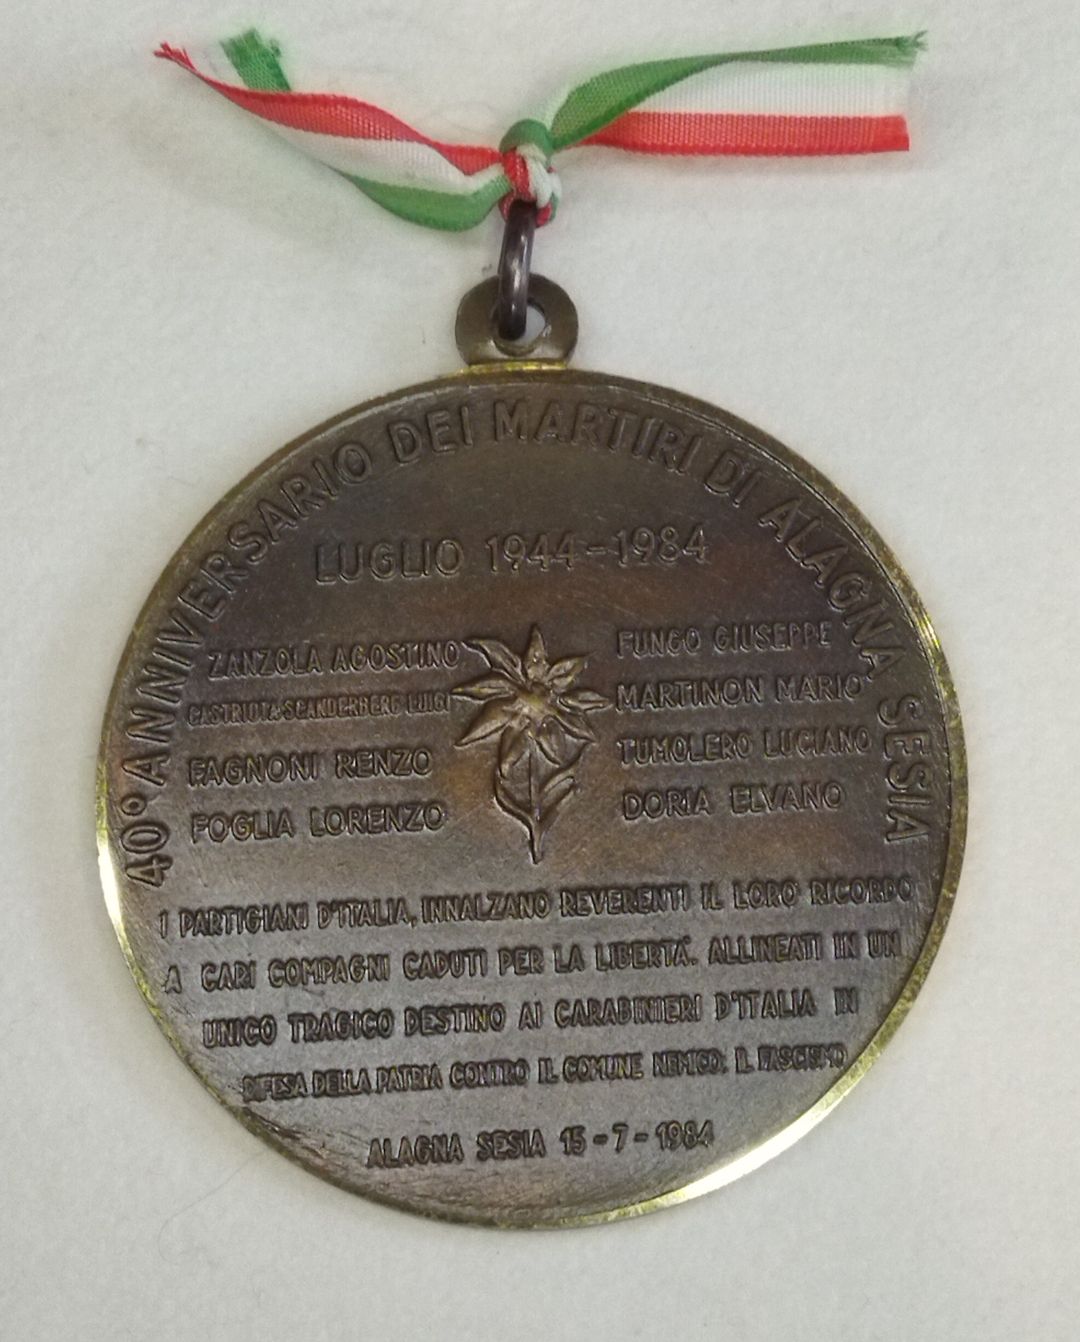 40° ANNIVERSARIO DEI MARTIRI DI ALAGNA SESIA
LUGLIO 1944-1984
ZANZOLA AGOSTINO
CASTRIOTA-SCANDERBERG LUIGI
FAGNONI RENZO
FOGLIA LORENZO
FUNGO GIUSEPPE
MARTINON MARIO
TUMOLERO LUCIANO
DORIA ELVANO
I PARTIGIANI D'ITALIA, INNALZANO REVERENTI IL LORO RICORDO
A CARI COMPAGNI CADUTI PER LA LIBERTÀ. ALLINEATI IN UN
UNICO TRAGICO DESTINO AI CARABINIERI D'ITALIA IN
DIFESA DELLA PATRIA CONTRO IL COMUNE NEMICO: IL FASCISMO
ALAGNA SESIA 15-7-1984